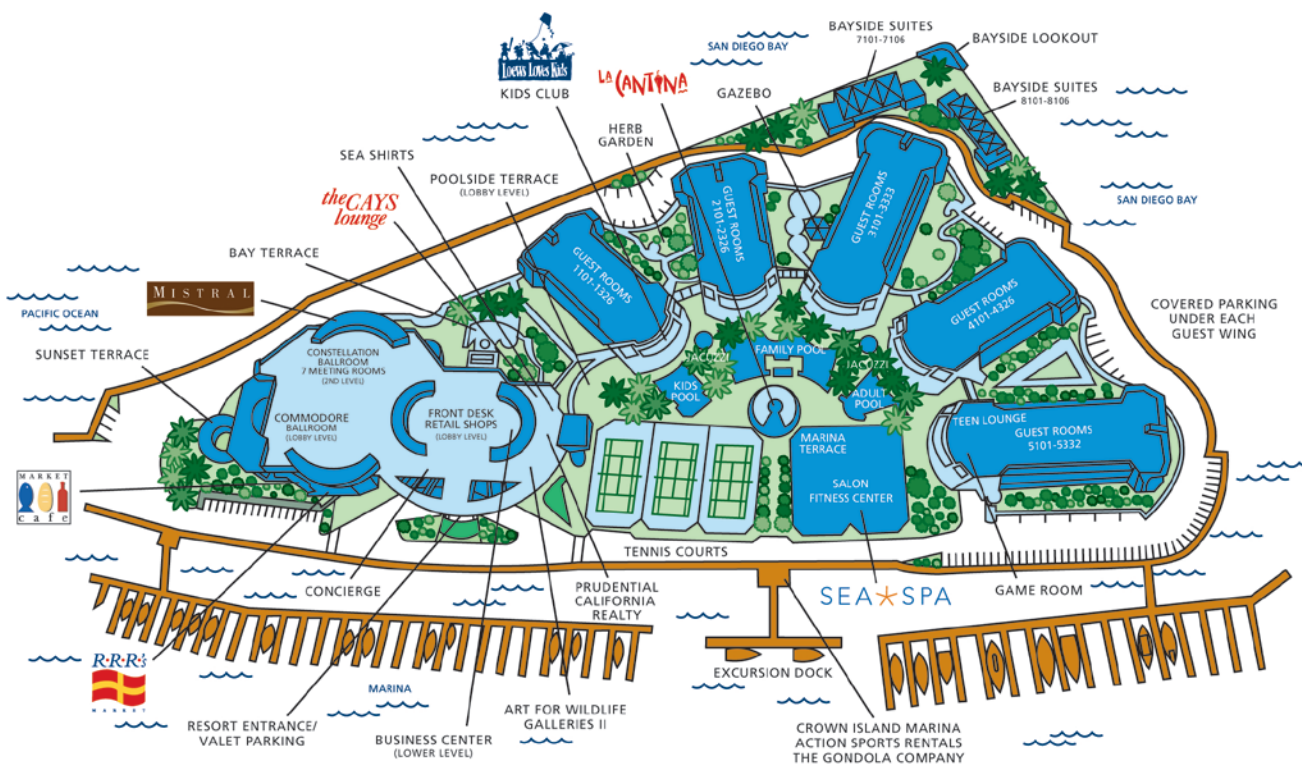 Loews Loves Kids
KIDS CLUB
LA CANTINA
SAN DIEGO BAY
GAZEBO
BAYSIDE SUITES
7101-7106
BAYSIDE LOOKOUT
BAYSIDE SUITES
8101-8106
HERB
GARDEN
SEA SHIRTS
POOLSIDE TERRACE
(LOBBY LEVEL)
the CAYS
lounge
BAY TERRACE
MISTRAL
PACIFIC OCEAN
SUNSET TERRACE
SAN DIEGO BAY
GUEST ROOMS
1101-1326
GUEST ROOMS
2101-2326
GUEST ROOMS
3101-3333
GUEST ROOMS
4101-4326
COVERED PARKING
UNDER EACH
GUEST WING
CONSTELLATION
BALLROOM
7 MEETING ROOMS
(2ND LEVEL)
COMMODORE
BALLROOM
(LOBBY LEVEL)
FRONT DESK
RETAIL SHOPS
(LOBBY LEVEL)
JACUZZI
FAMILY POOL
JACUZZI
KIDS
POOL
ADULT
POOL
TEEN LOUNGE
GUEST ROOMS
5101-5332
MARINA
TERRACE
SALON
FITNESS CENTER
MARKET
cafe
TENNIS COURTS
CONCIERGE
PRUDENTIAL
CALIFORNIA
REALTY
SEA SPA
GAME ROOM
R·R·R's
MARKET
MARINA
EXCURSION DOCK
RESORT ENTRANCE/
VALET PARKING
BUSINESS CENTER
(LOWER LEVEL)
ART FOR WILDLIFE
GALLERIES II
CROWN ISLAND MARINA
ACTION SPORTS RENTALS
THE GONDOLA COMPANY